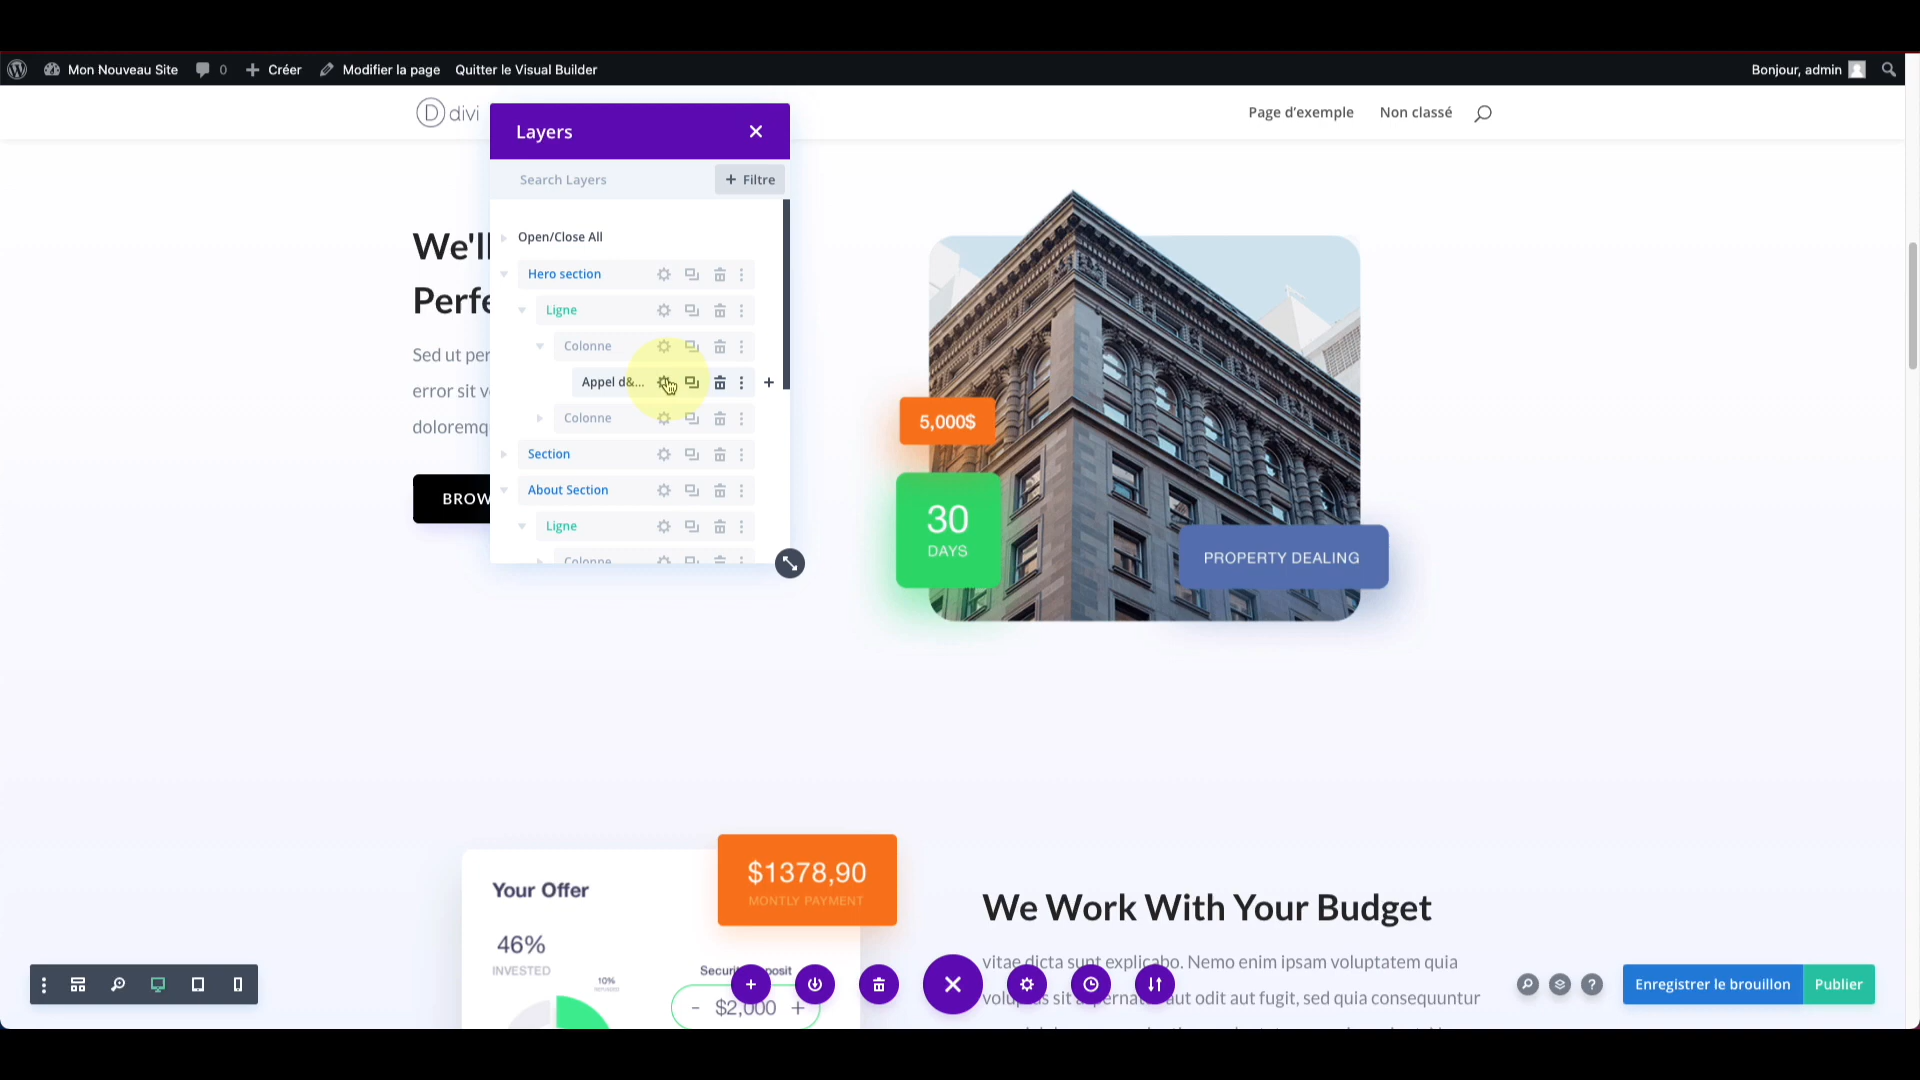 Mon Nouveau Site 0 Créer Modifier la page Quitter le Visual Builder Bonjour, admin
divi Page d'exemple Non classé
Layers
Search Layers + Filtre
Open/Close All
Hero section
Ligne
Colonne
Appel d&...
Colonne
Section
About Section
Ligne
Colonne
We'll
Perfe
Sed ut per
error sit v
doloremq
BROW
5,000$
30
DAYS
PROPERTY DEALING
Your Offer
$1378,90
MONTLY PAYMENT
46%
INVESTED
10%
- $2,000 +
We Work With Your Budget
vitae dicta sunt explicabo. Nemo enim ipsam voluptatem quia
aut odit aut fugit, sed quia consequuntur
Enregistrer le brouillon Publier